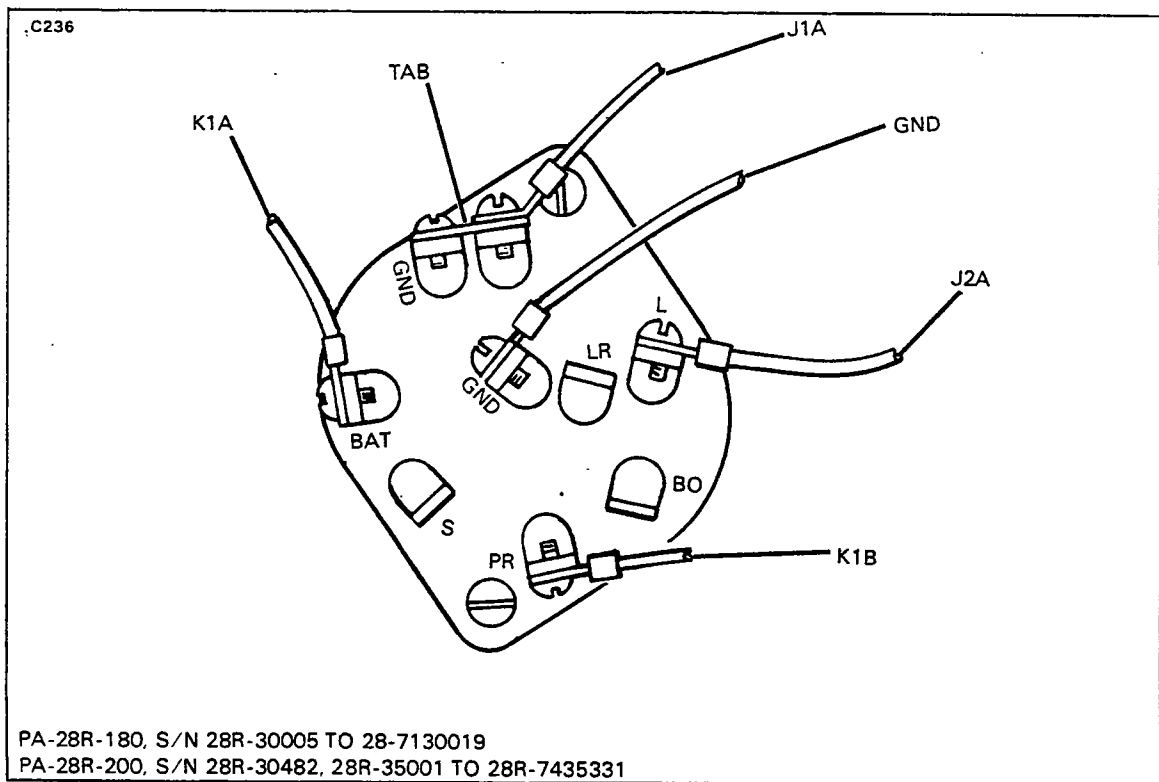 C236
J1A
TAB
K1A
GND
J2A
GND
L
LR
GND
BAT
BO
S
PR
K1B
PA-28R-180, S/N 28R-30005 TO 28-7130019
PA-28R-200, S/N 28R-30482, 28R-35001 TO 28R-7435331